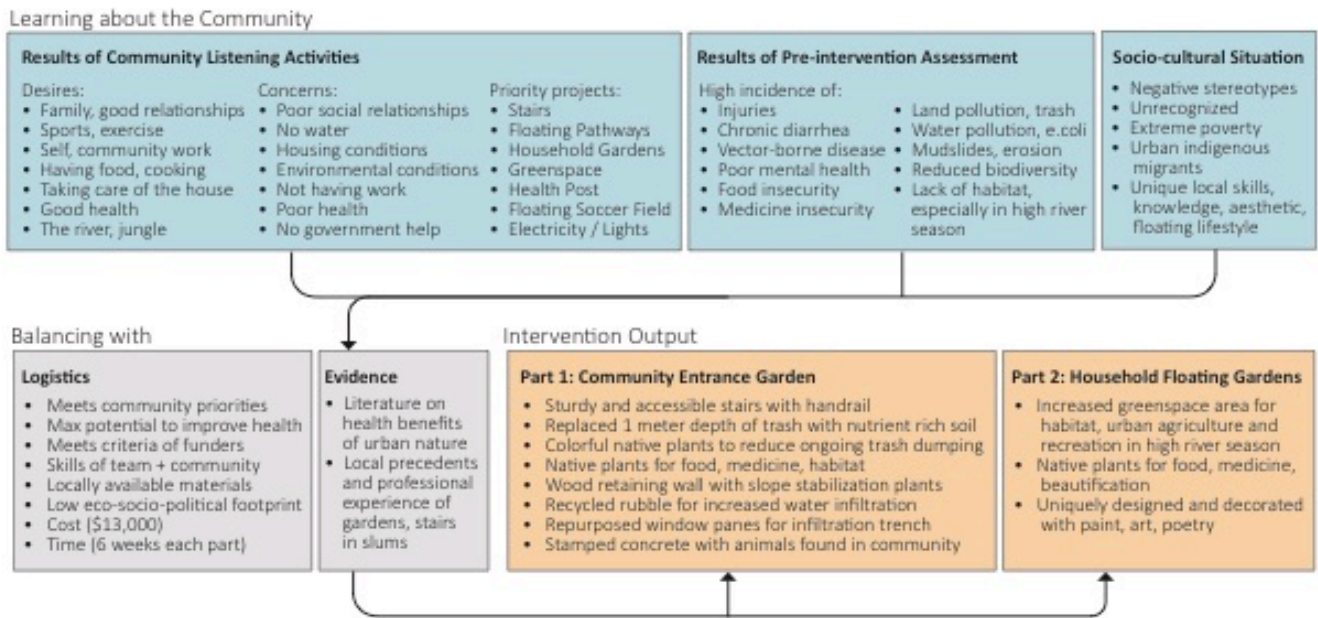 Learning about the Community
Results of Community Listening Activities
Desires:
• Family, good relationships
• Sports, exercise
• Self, community work
• Having food, cooking
• Taking care of the house
• Good health
• The river, jungle
Concerns:
• Poor social relationships
• No water
• Housing conditions
• Environmental conditions
• Not having work
• Poor health
• No government help
Priority projects:
• Stairs
• Floating Pathways
• Household Gardens
• Greenspace
• Health Post
• Floating Soccer Field
• Electricity / Lights
Results of Pre-intervention Assessment
High incidence of:
• Injuries
• Chronic diarrhea
• Vector-borne disease
• Poor mental health
• Food insecurity
• Medicine insecurity
• Land pollution, trash
• Water pollution, e.coli
• Mudslides, erosion
• Reduced biodiversity
• Lack of habitat,
especially in high river
season
Socio-cultural Situation
• Negative stereotypes
• Unrecognized
• Extreme poverty
• Urban indigenous
migrants
• Unique local skills,
knowledge, aesthetic,
floating lifestyle
Balancing with
Logistics
• Meets community priorities
• Max potential to improve health
• Meets criteria of funders
• Skills of team + community
• Locally available materials
• Low eco-socio-political footprint
• Cost ($13,000)
• Time (6 weeks each part)
Evidence
• Literature on
health benefits
of urban nature
• Local precedents
and professional
experience of
gardens, stairs
in slums
Intervention Output
Part 1: Community Entrance Garden
• Sturdy and accessible stairs with handrail
• Replaced 1 meter depth of trash with nutrient rich soil
• Colorful native plants to reduce ongoing trash dumping
• Native plants for food, medicine, habitat
• Wood retaining wall with slope stabilization plants
• Recycled rubble for increased water infiltration
• Repurposed window panes for infiltration trench
• Stamped concrete with animals found in community
Part 2: Household Floating Gardens
• Increased greenspace area for
habitat, urban agriculture and
recreation in high river season
• Native plants for food, medicine,
beautification
• Uniquely designed and decorated
with paint, art, poetry